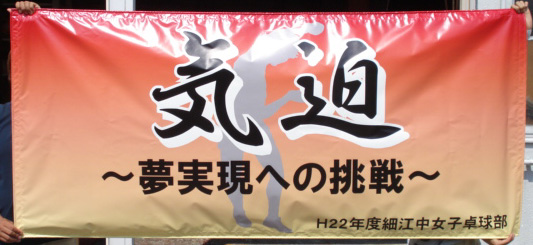 気迫
～夢実現への挑戦～
H22年度細江中女子卓球部